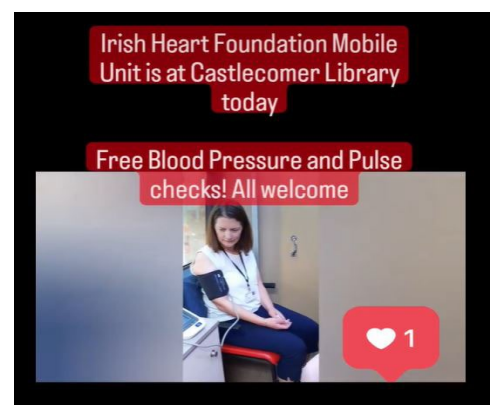 Irish Heart Foundation Mobile
Unit is at Castlecomer Library
today
Free Blood Pressure and Pulse
checks! All welcome
1